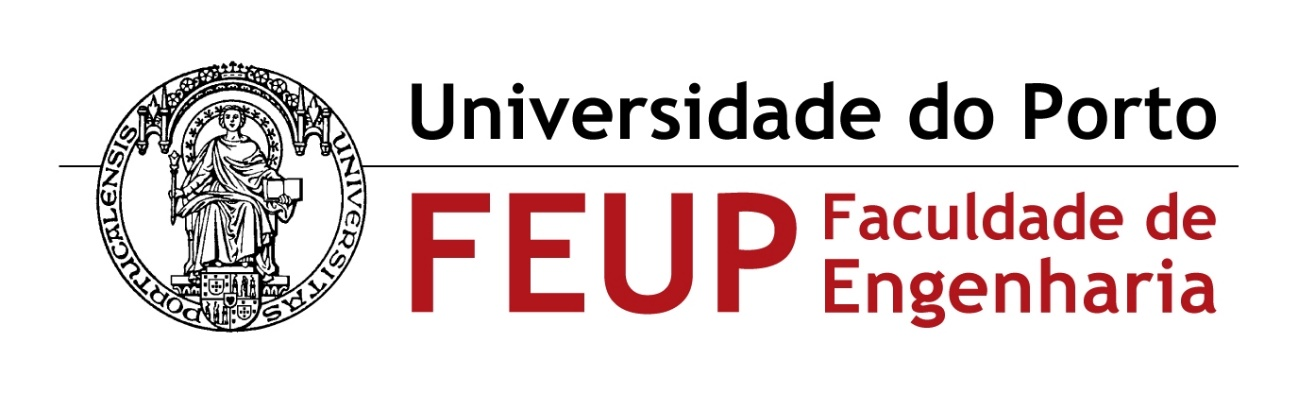 UNIVERSITAS PORTUCALENSIS
Universidade do Porto
FEUP
Faculdade de
Engenharia